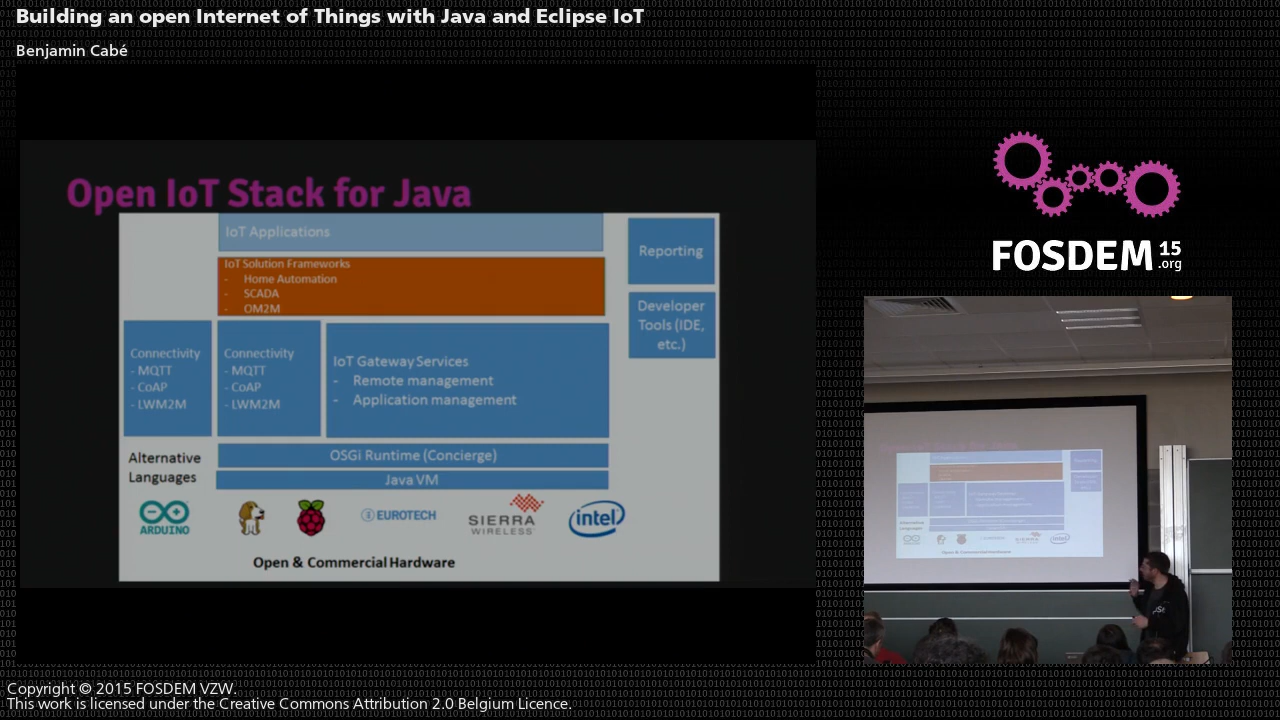 Building an open Internet of Things with Java and Eclipse IoT
Benjamin Cabé
Open IoT Stack for Java
IoT Applications
IoT Solution Frameworks
- Home Automation
- SCADA
- OM2M
Reporting
Developer
Tools (IDE,
etc.)
Connectivity
- MQTT
- CoAP
- LWM2M
Connectivity
- MQTT
- CoAP
- LWM2M
IoT Gateway Services
- Remote management
- Application management
Alternative
Languages
OSGi Runtime (Concierge)
Java VM
ARDUINO
EUROTECH
SIERRA
WIRELESS
intel
Open & Commercial Hardware
FOSDEM 15
.org
Copyright © 2015 FOSDEM VZW.
This work is licensed under the Creative Commons Attribution 2.0 Belgium Licence.